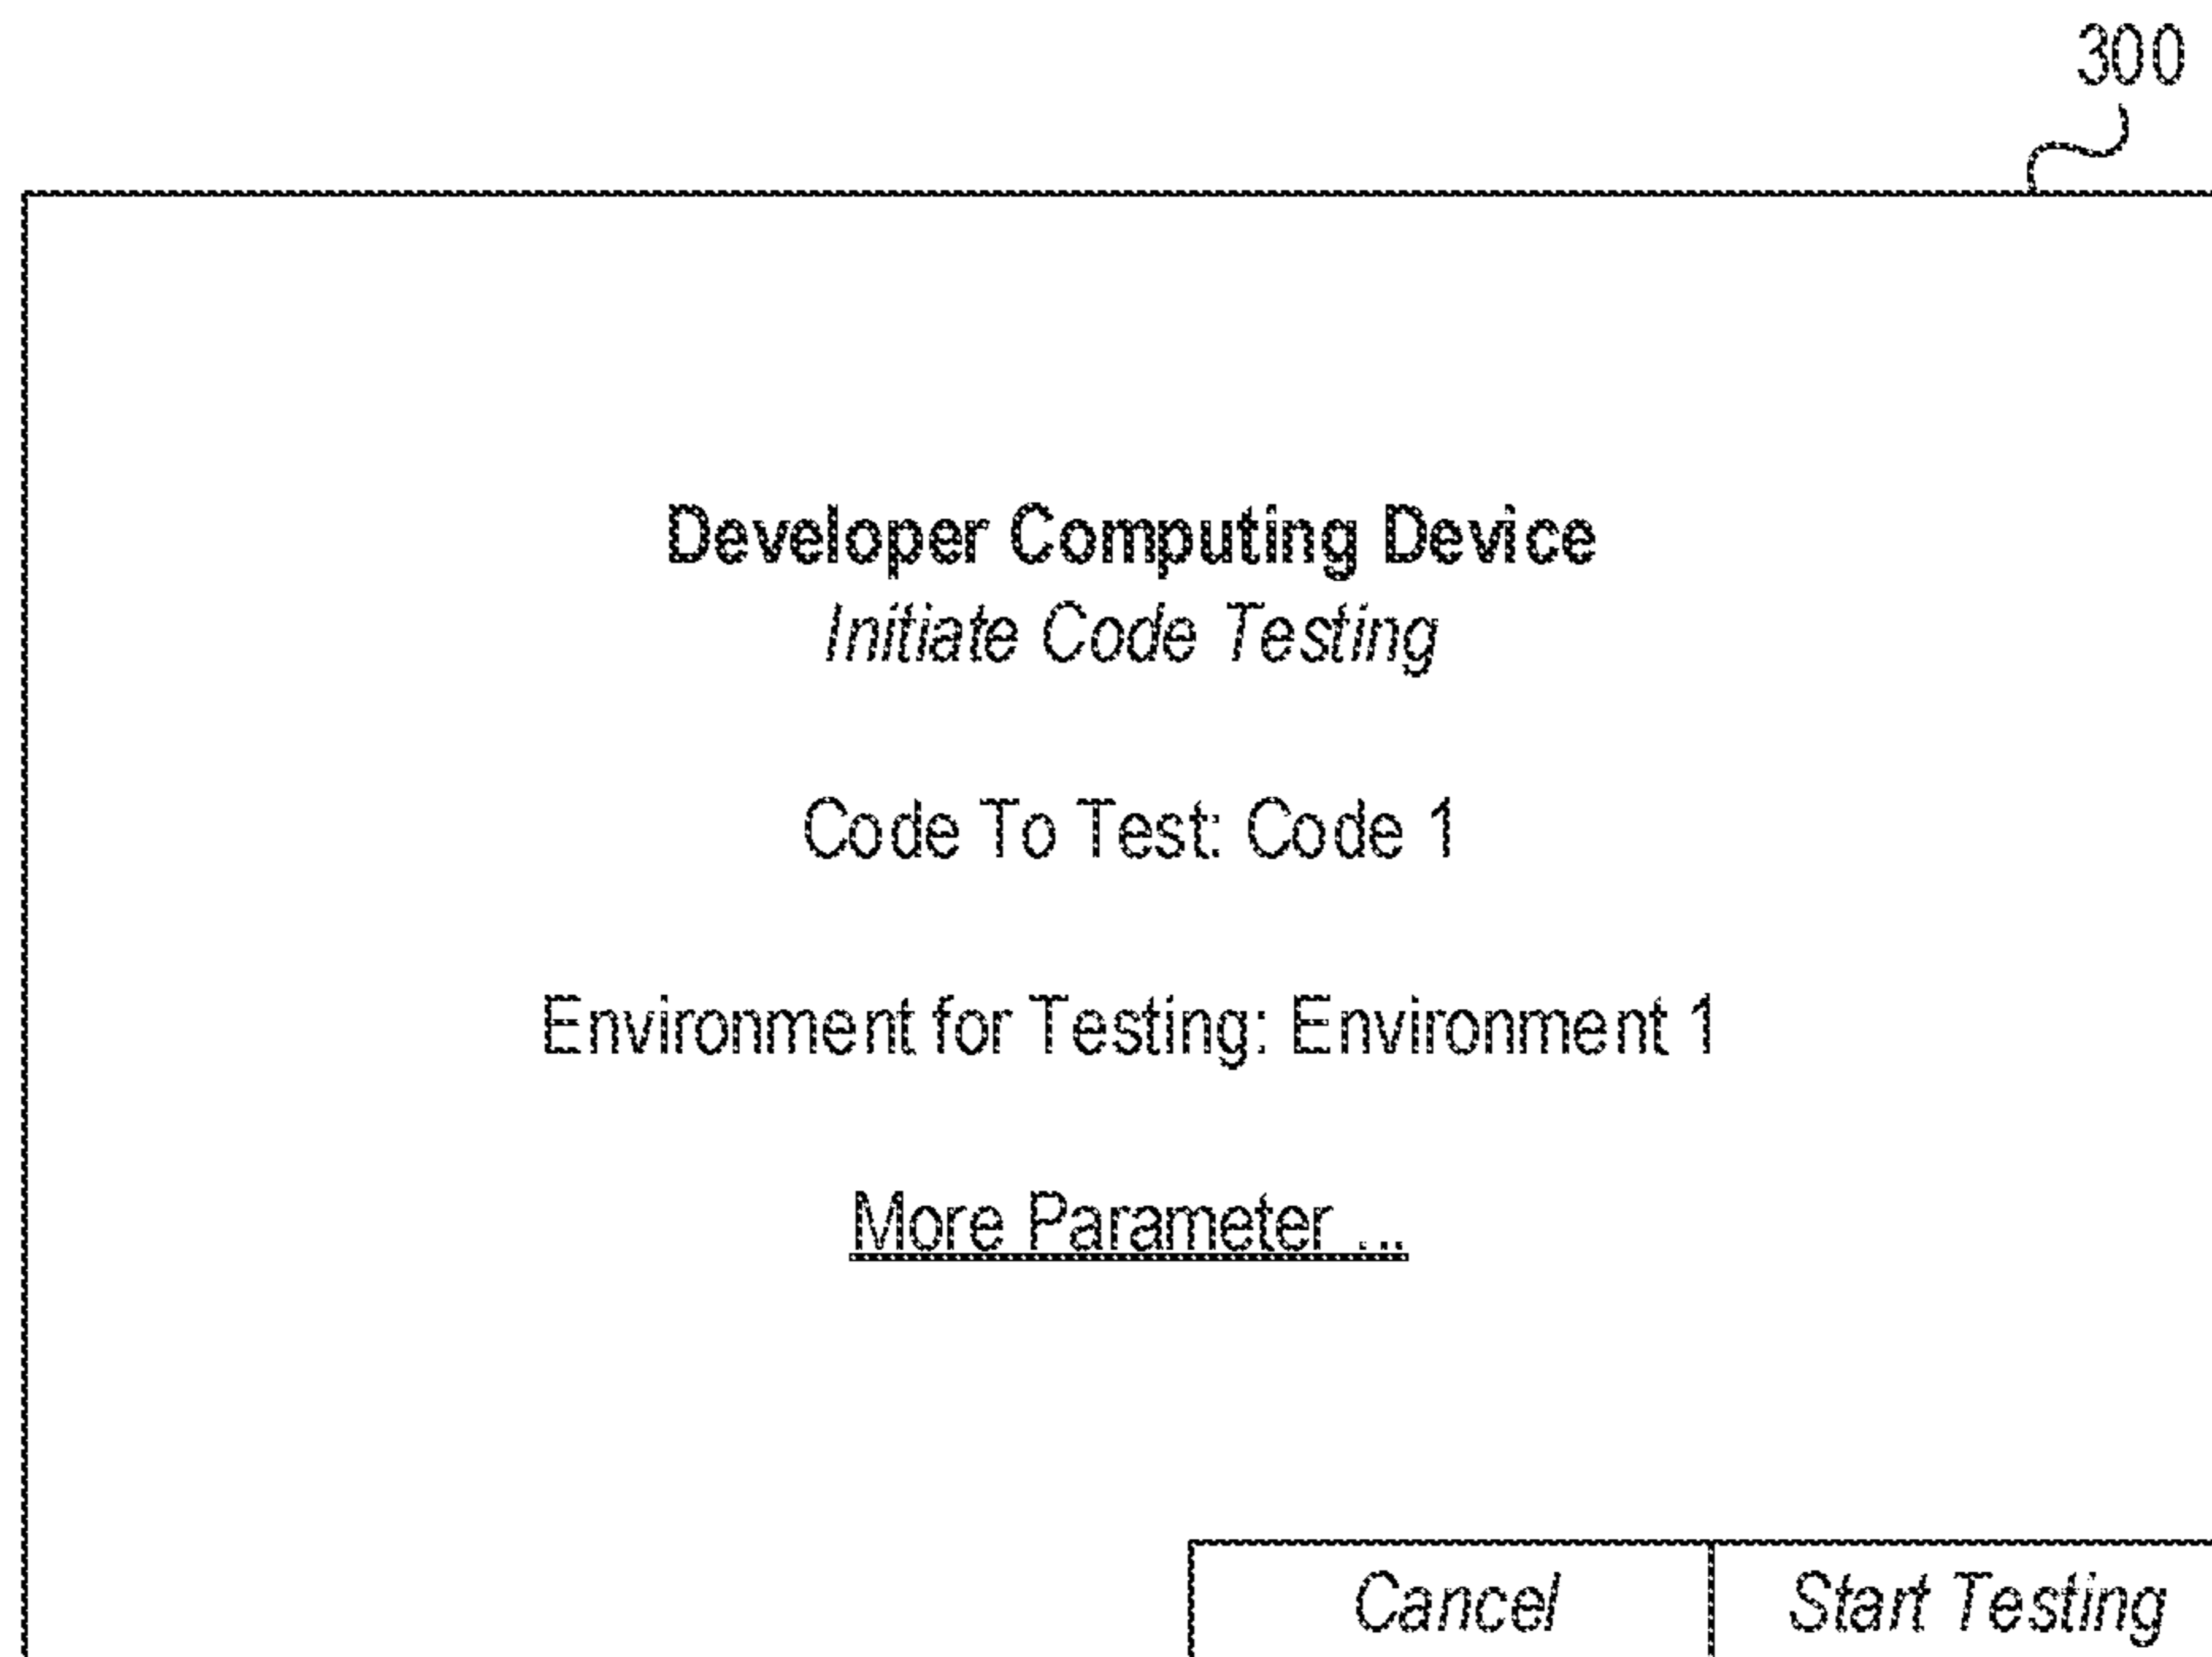 300
Developer Computing Device
Initiate Code Testing
Code To Test: Code 1
Environment for Testing: Environment 1
More Parameter ...
Cancel
Start Testing